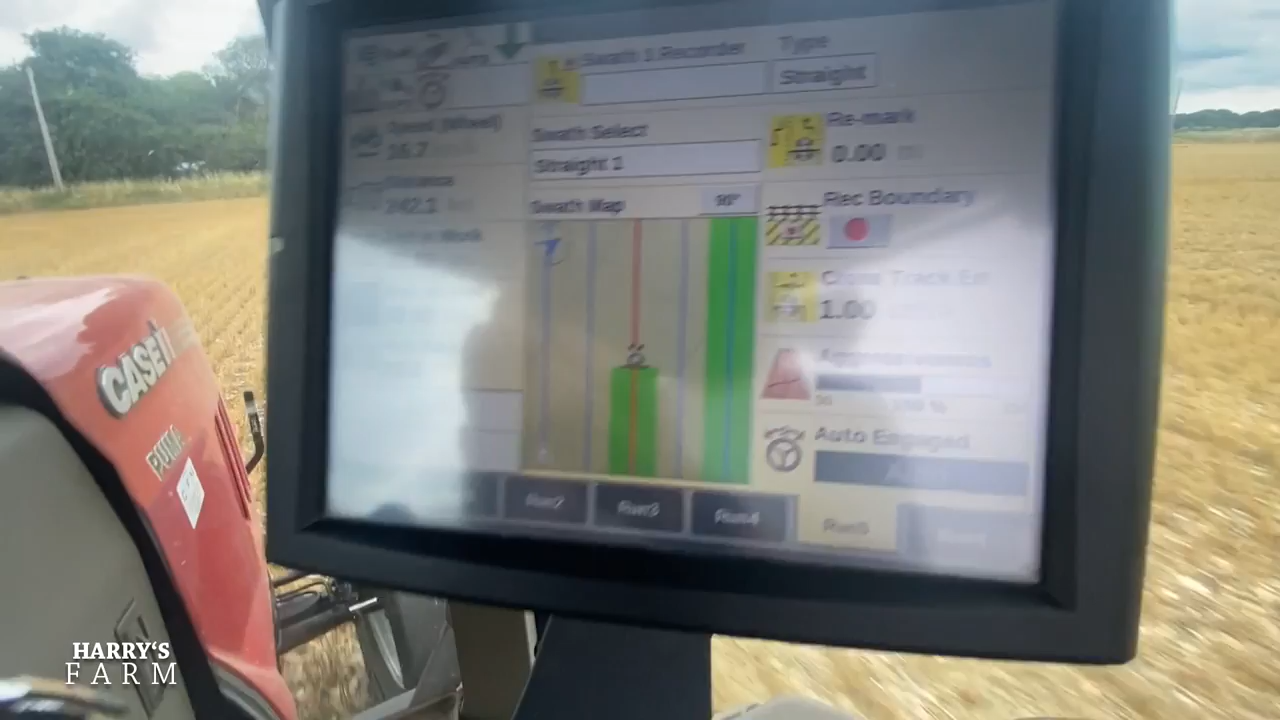 Swath 1 Recorder
Type
Straight
Speed (Wheel)
16.7
Swath Select
Straight 1
Re-mark
0.00
Distance
242.1
Swath Map
90°
Rec Boundary
Work
Cross Track Err
1.00
Aggressiveness
Auto Engaged
Run2
Run3
Run4
Run5
CASE
PUMA
HARRY'S
FARM